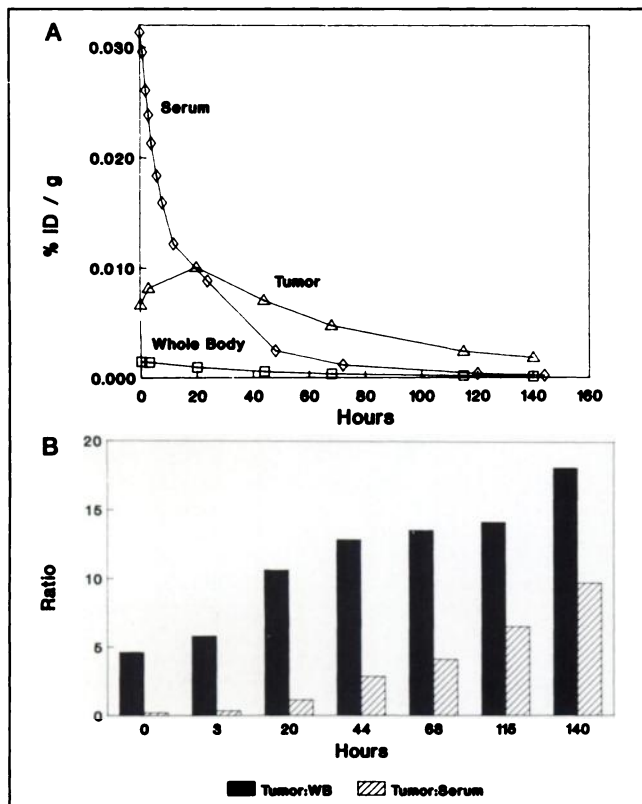 A
0.030
Serum
0.020
% ID / g
0.010
Tumor
Whole Body
0.000
0 20 40 60 80 100 120 140 160
Hours
B
20
15
Ratio
10
5
0
0 3 20 44 68 115 140
Hours
Tumor:WB Tumor:Serum